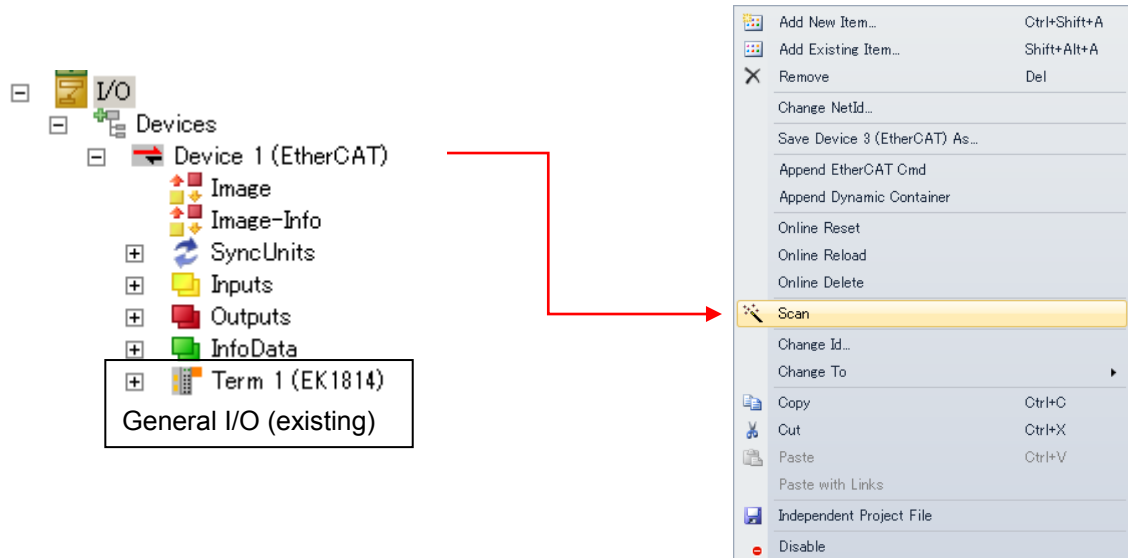 I/O
Devices
Device 1 (EtherCAT)
Image
Image-Info
SyncUnits
Inputs
Outputs
InfoData
Term 1 (EK1814)
General I/O (existing)
Add New Item... Ctrl+Shift+A
Add Existing Item... Shift+Alt+A
Remove Del
Change NetId...
Save Device 3 (EtherCAT) As...
Append EtherCAT Cmd
Append Dynamic Container
Online Reset
Online Reload
Online Delete
Scan
Change Id...
Change To
Copy Ctrl+C
Cut Ctrl+X
Paste Ctrl+V
Paste with Links
Independent Project File
Disable